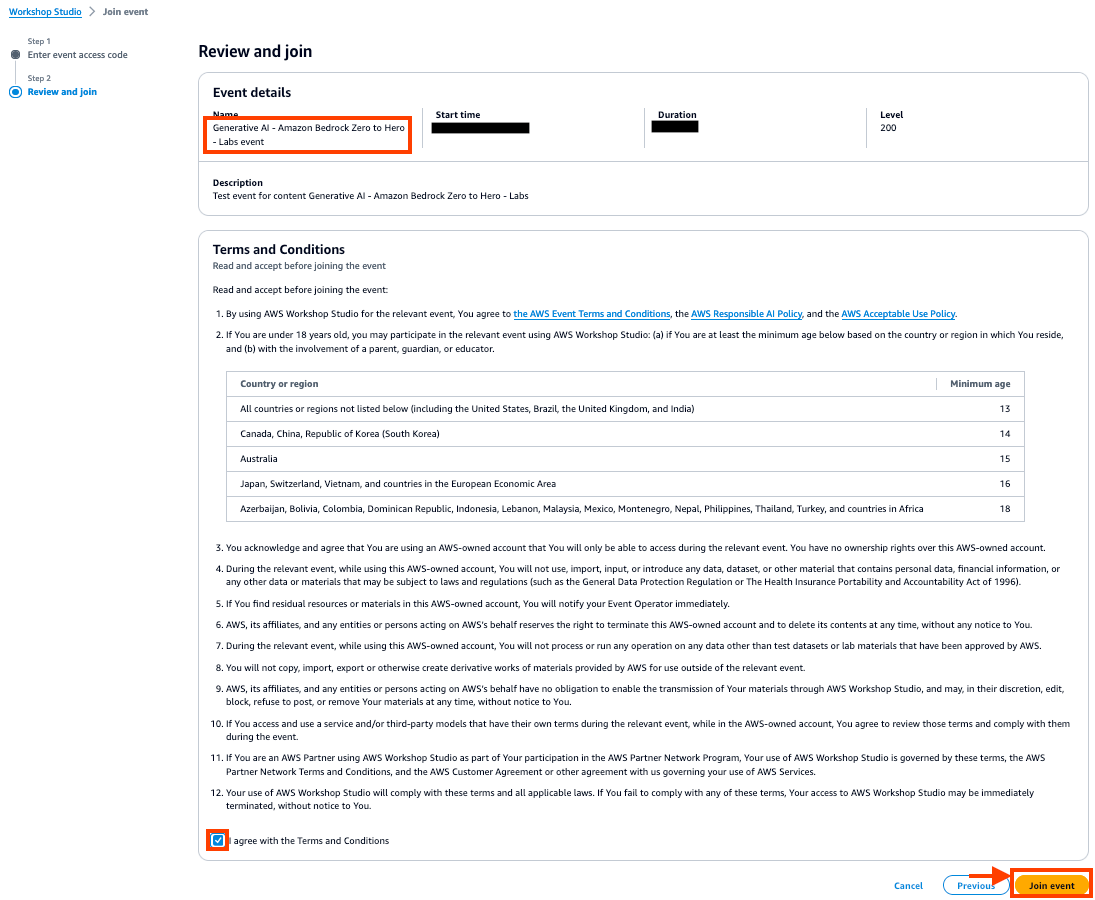 Workshop Studio > Join event
Step 1
Enter event access code
Step 2
Review and join
Review and join
Event details
Name
Generative AI - Amazon Bedrock Zero to Hero
- Labs event
Start time
Duration
Level
200
Description
Test event for content Generative AI - Amazon Bedrock Zero to Hero - Labs
Terms and Conditions
Read and accept before joining the event
Read and accept before joining the event:
1. By using AWS Workshop Studio for the relevant event, You agree to the AWS Event Terms and Conditions, the AWS Responsible AI Policy, and the AWS Acceptable Use Policy.
2. If You are under 18 years old, you may participate in the relevant event using AWS Workshop Studio: (a) if You are at least the minimum age below based on the country or region in which You reside,
and (b) with the involvement of a parent, guardian, or educator.
Country or region Minimum age
All countries or regions not listed below (including the United States, Brazil, the United Kingdom, and India) 13
Canada, China, Republic of Korea (South Korea) 14
Australia 15
Japan, Switzerland, Vietnam, and countries in the European Economic Area 16
Azerbaijan, Bolivia, Colombia, Dominican Republic, Indonesia, Lebanon, Malaysia, Mexico, Montenegro, Nepal, Philippines, Thailand, Turkey, and countries in Africa 18
3. You acknowledge and agree that You are using an AWS-owned account that You will only be able to access during the relevant event. You have no ownership rights over this AWS-owned account.
4. During the relevant event, while using this AWS-owned account, You will not use, import, input, or introduce any data, dataset, or other material that contains personal data, financial information, or
any other data or materials that may be subject to laws and regulations (such as the General Data Protection Regulation or The Health Insurance Portability and Accountability Act of 1996).
5. If You find residual resources or materials in this AWS-owned account, You will notify your Event Operator immediately.
6. AWS, its affiliates, and any entities or persons acting on AWS's behalf reserves the right to terminate this AWS-owned account and to delete its contents at any time, without any notice to You.
7. During the relevant event, while using this AWS-owned account, You will not process or run any operation on any data other than test datasets or lab materials that have been approved by AWS.
8. You will not copy, import, export or otherwise create derivative works of materials provided by AWS for use outside of the relevant event.
9. AWS, its affiliates, and any entities or persons acting on AWS's behalf have no obligation to enable the transmission of Your materials through AWS Workshop Studio, and may, in their discretion, edit,
block, refuse to post, or remove Your materials at any time, without notice to You.
10. If You access and use a service and/or third-party models that have their own terms during the relevant event, while in the AWS-owned account, You agree to review those terms and comply with them
during the event.
11. If You are an AWS Partner using AWS Workshop Studio as part of Your participation in the AWS Partner Network Program, Your use of AWS Workshop Studio is governed by these terms, the AWS
Partner Network Terms and Conditions, and the AWS Customer Agreement or other agreement with us governing your use of AWS Services.
12. Your use of AWS Workshop Studio will comply with these terms and all applicable laws. If You fail to comply with any of these terms, Your access to AWS Workshop Studio may be immediately
terminated, without notice to You.
I agree with the Terms and Conditions
Cancel
Previous
Join event